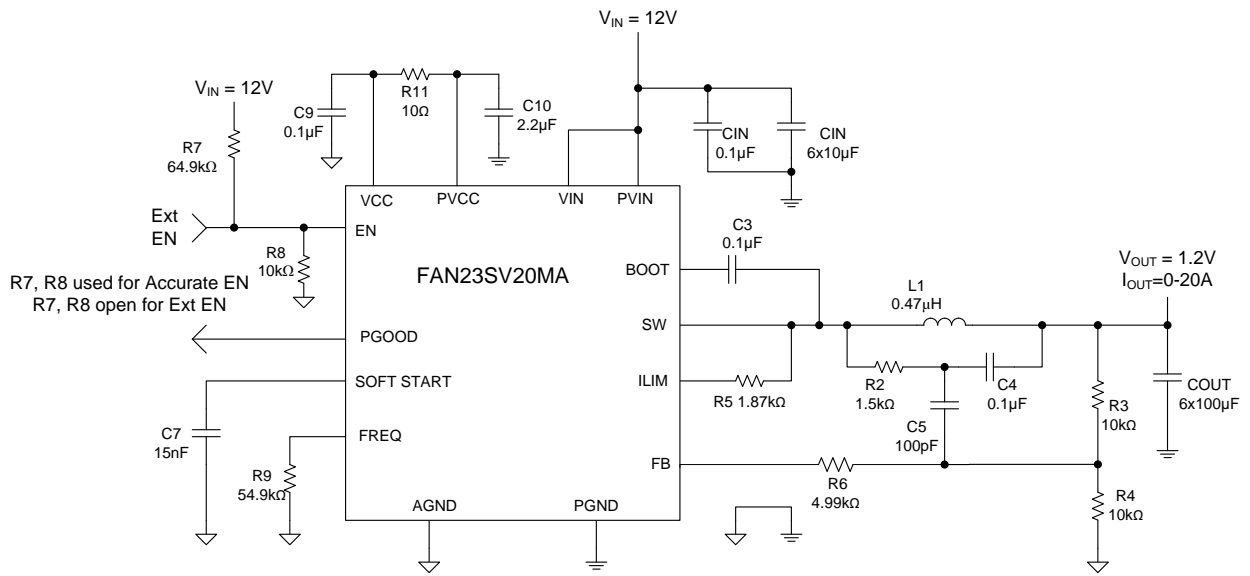 V_IN = 12V
V_IN = 12V
R11
10Ω
C9
0.1µF
C10
2.2µF
CIN
0.1µF
CIN
6x10µF
R7
64.9kΩ
VCC
PVCC
VIN
PVIN
Ext
EN
EN
R8
10kΩ
R7, R8 used for Accurate EN
R7, R8 open for Ext EN
FAN23SV20MA
C3
0.1µF
BOOT
V_OUT = 1.2V
I_OUT=0-20A
L1
0.47µH
SW
PGOOD
SOFT START
ILIM
R5 1.87kΩ
R2
1.5kΩ
C4
0.1µF
COUT
6x100µF
R3
10kΩ
C5
100pF
C7
15nF
FREQ
R9
54.9kΩ
FB
R6
4.99kΩ
R4
10kΩ
AGND
PGND